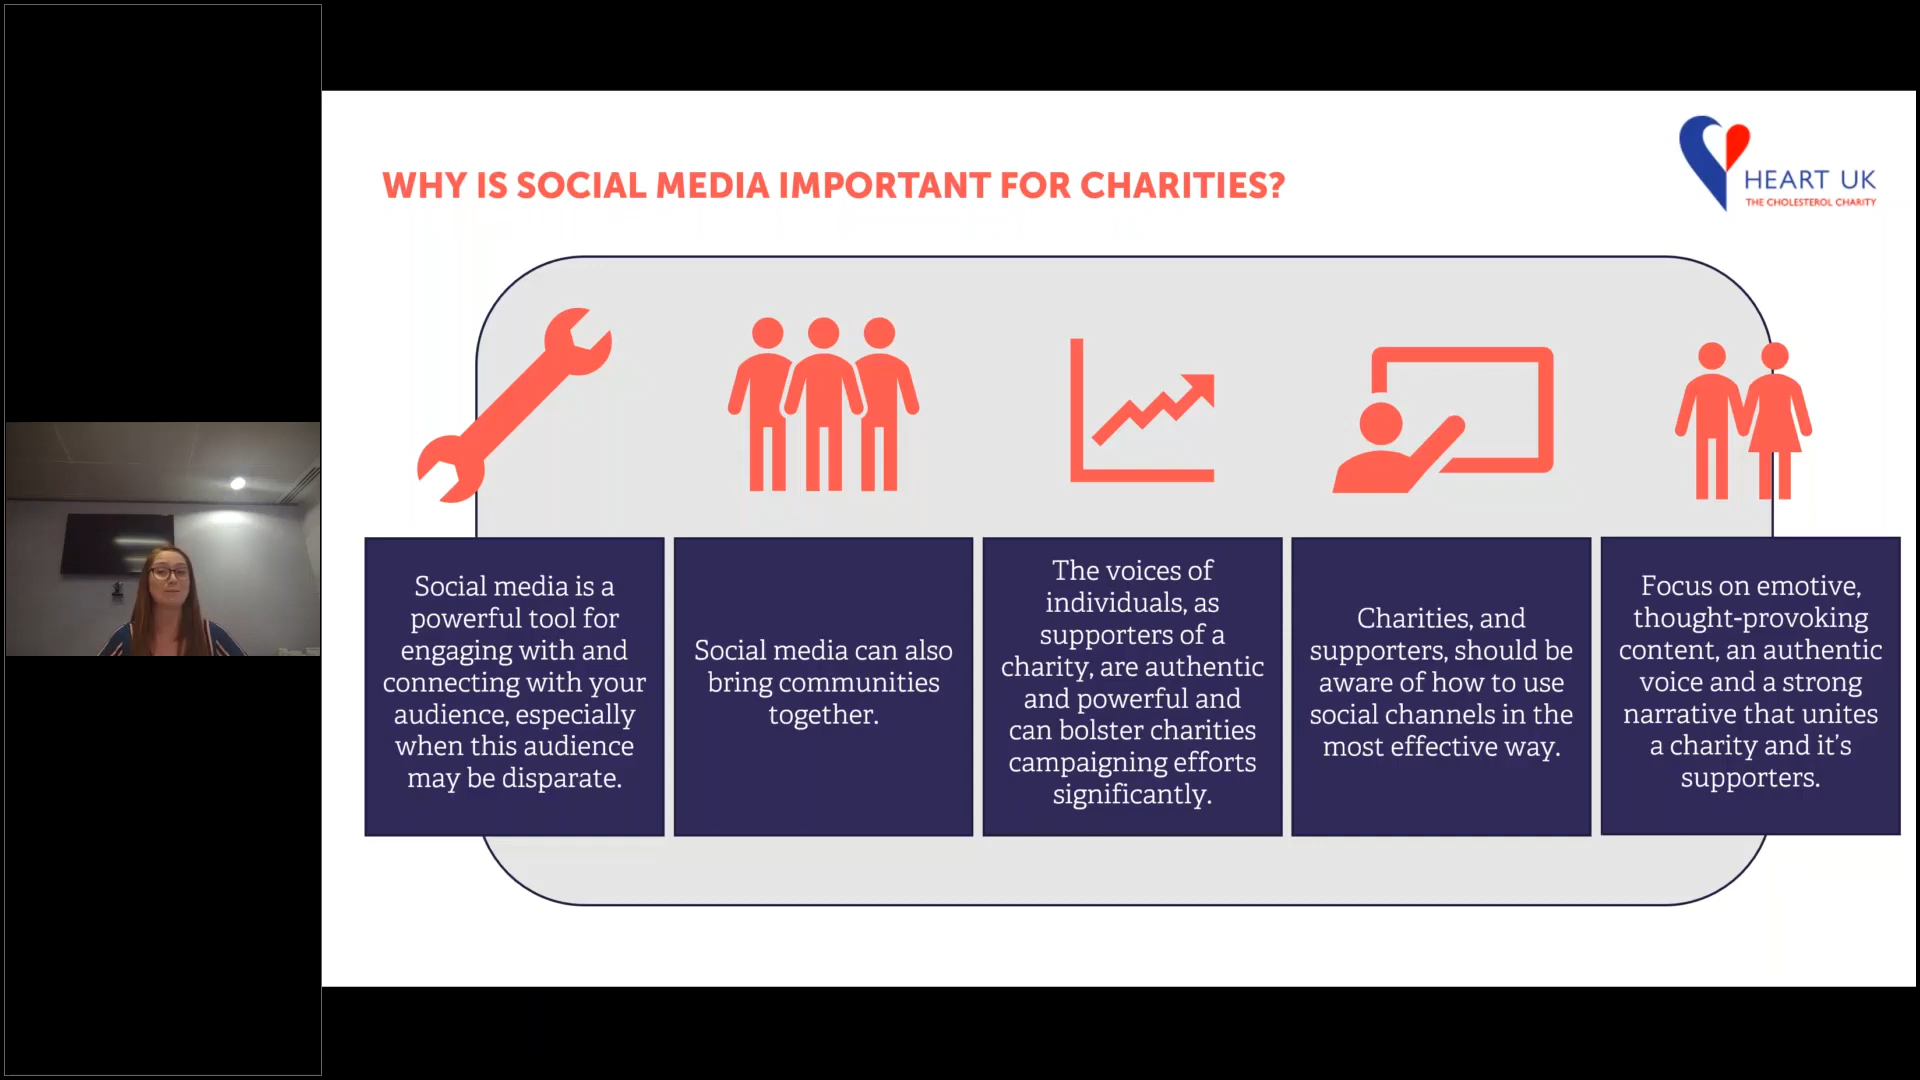 WHY IS SOCIAL MEDIA IMPORTANT FOR CHARITIES?
HEART UK
THE CHOLESTEROL CHARITY
Social media is a
powerful tool for
engaging with and
connecting with your
audience, especially
when this audience
may be disparate.
Social media can also
bring communities
together.
The voices of
individuals, as
supporters of a
charity, are authentic
and powerful and
can bolster charities
campaigning efforts
significantly.
Charities, and
supporters, should be
aware of how to use
social channels in the
most effective way.
Focus on emotive,
thought-provoking
content, an authentic
voice and a strong
narrative that unites
a charity and it's
supporters.